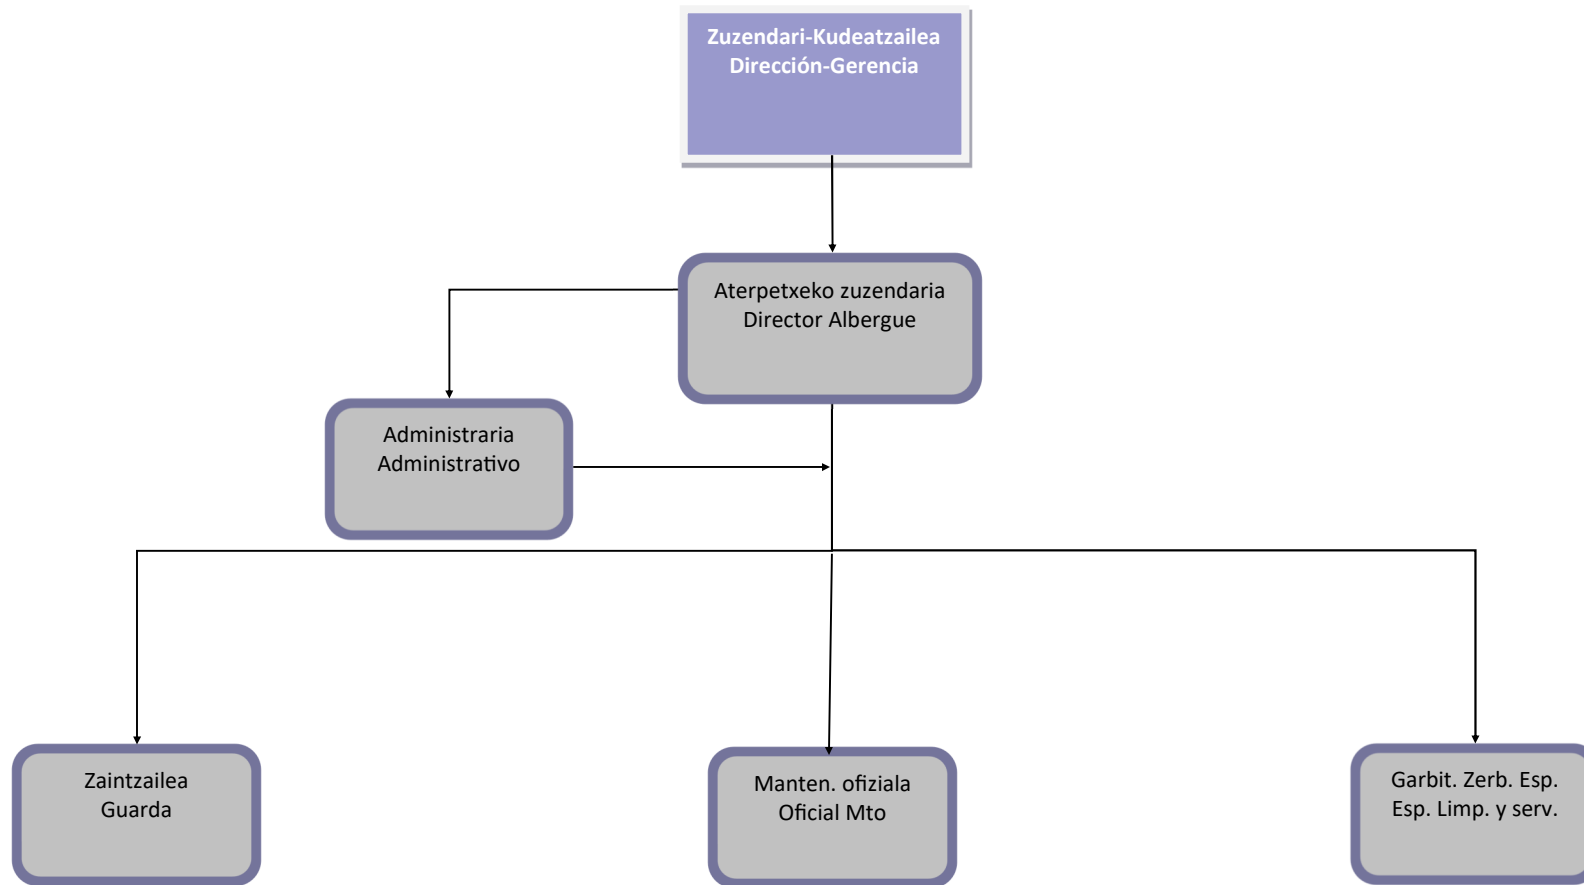 Zuzendari-Kudeatzailea
Dirección-Gerencia
Aterpetxeko zuzendaria
Director Albergue
Administraria
Administrativo
Zaintzailea
Guarda
Manten. ofiziala
Oficial Mto
Garbit. Zerb. Esp.
Esp. Limp. y serv.